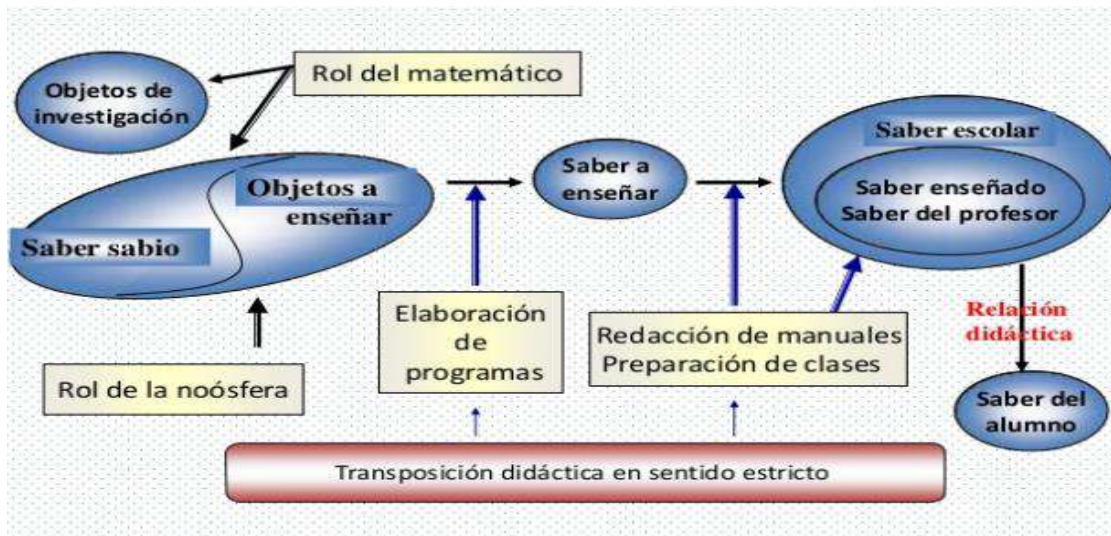 Rol del matemático
Objetos de
investigación
Saber escolar
Saber a
enseñar
Objetos a
enseñar
Saber enseñado
Saber del profesor
Saber sabio
Elaboración
de
programas
Redacción de manuales
Preparación de clases
Relación
didáctica
Rol de la noósfera
Saber del
alumno
Transposición didáctica en sentido estricto